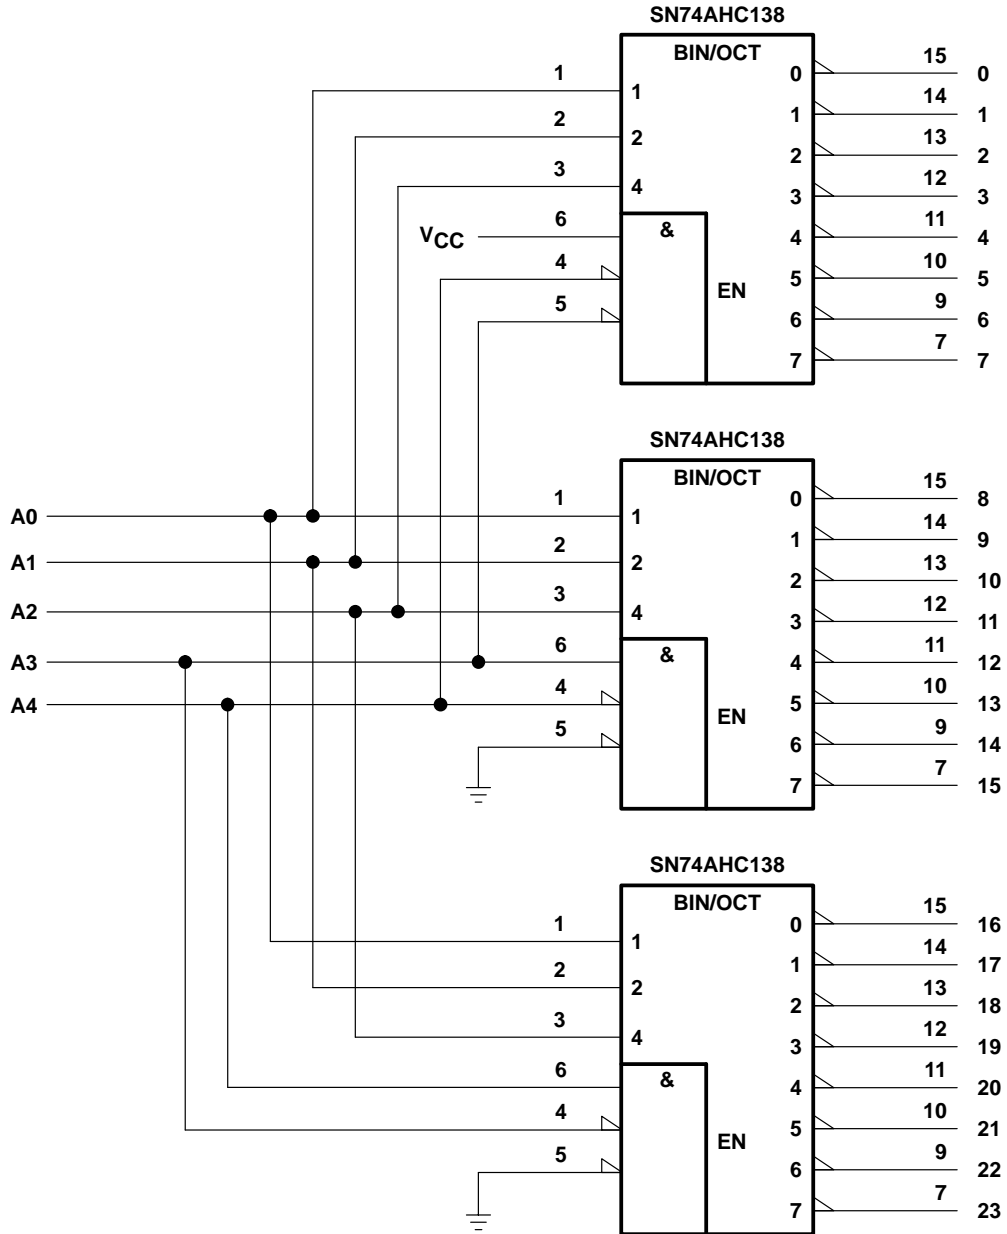 SN74AHC138
BIN/OCT
1 1 0 15 0
2 2 1 14 1
3 4 2 13 2
3 12 3
VCC 6 & 4 11 4
4 5 10 5
EN
5 6 9 6
7 7 7
SN74AHC138
BIN/OCT
A0 1 1 0 15 8
A1 2 2 1 14 9
A2 3 4 2 13 10
3 12 11
A3 6 & 4 11 12
A4 4 5 10 13
EN
5 6 9 14
7 7 15
SN74AHC138
BIN/OCT
1 1 0 15 16
2 2 1 14 17
3 4 2 13 18
3 12 19
6 & 4 11 20
4 5 10 21
EN
5 6 9 22
7 7 23